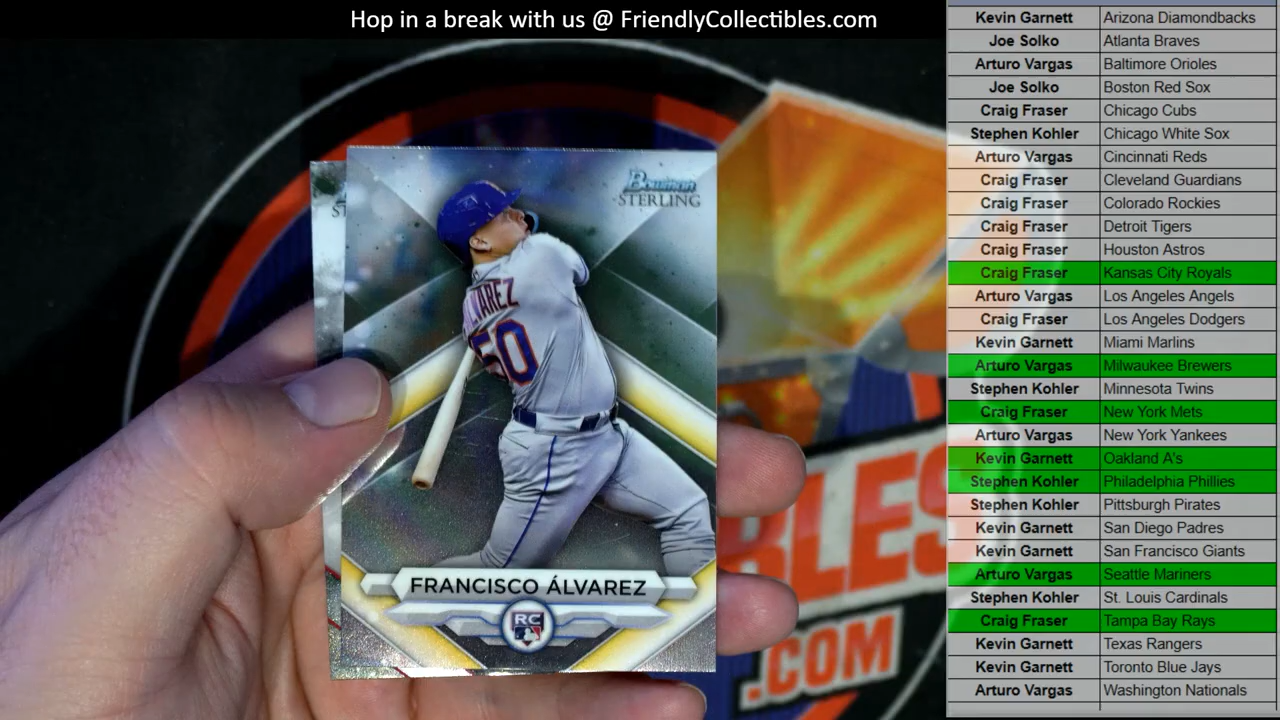 Hop in a break with us @ FriendlyCollectibles.com
Bowman
STERLING
ST
ALVAREZ
50
FRANCISCO ÁLVAREZ
RC
BLES
.COM
Kevin Garnett Arizona Diamondbacks
Joe Solko Atlanta Braves
Arturo Vargas Baltimore Orioles
Joe Solko Boston Red Sox
Craig Fraser Chicago Cubs
Stephen Kohler Chicago White Sox
Arturo Vargas Cincinnati Reds
Craig Fraser Cleveland Guardians
Craig Fraser Colorado Rockies
Craig Fraser Detroit Tigers
Craig Fraser Houston Astros
Craig Fraser Kansas City Royals
Arturo Vargas Los Angeles Angels
Craig Fraser Los Angeles Dodgers
Kevin Garnett Miami Marlins
Arturo Vargas Milwaukee Brewers
Stephen Kohler Minnesota Twins
Craig Fraser New York Mets
Arturo Vargas New York Yankees
Kevin Garnett Oakland A's
Stephen Kohler Philadelphia Phillies
Stephen Kohler Pittsburgh Pirates
Kevin Garnett San Diego Padres
Kevin Garnett San Francisco Giants
Arturo Vargas Seattle Mariners
Stephen Kohler St. Louis Cardinals
Craig Fraser Tampa Bay Rays
Kevin Garnett Texas Rangers
Kevin Garnett Toronto Blue Jays
Arturo Vargas Washington Nationals